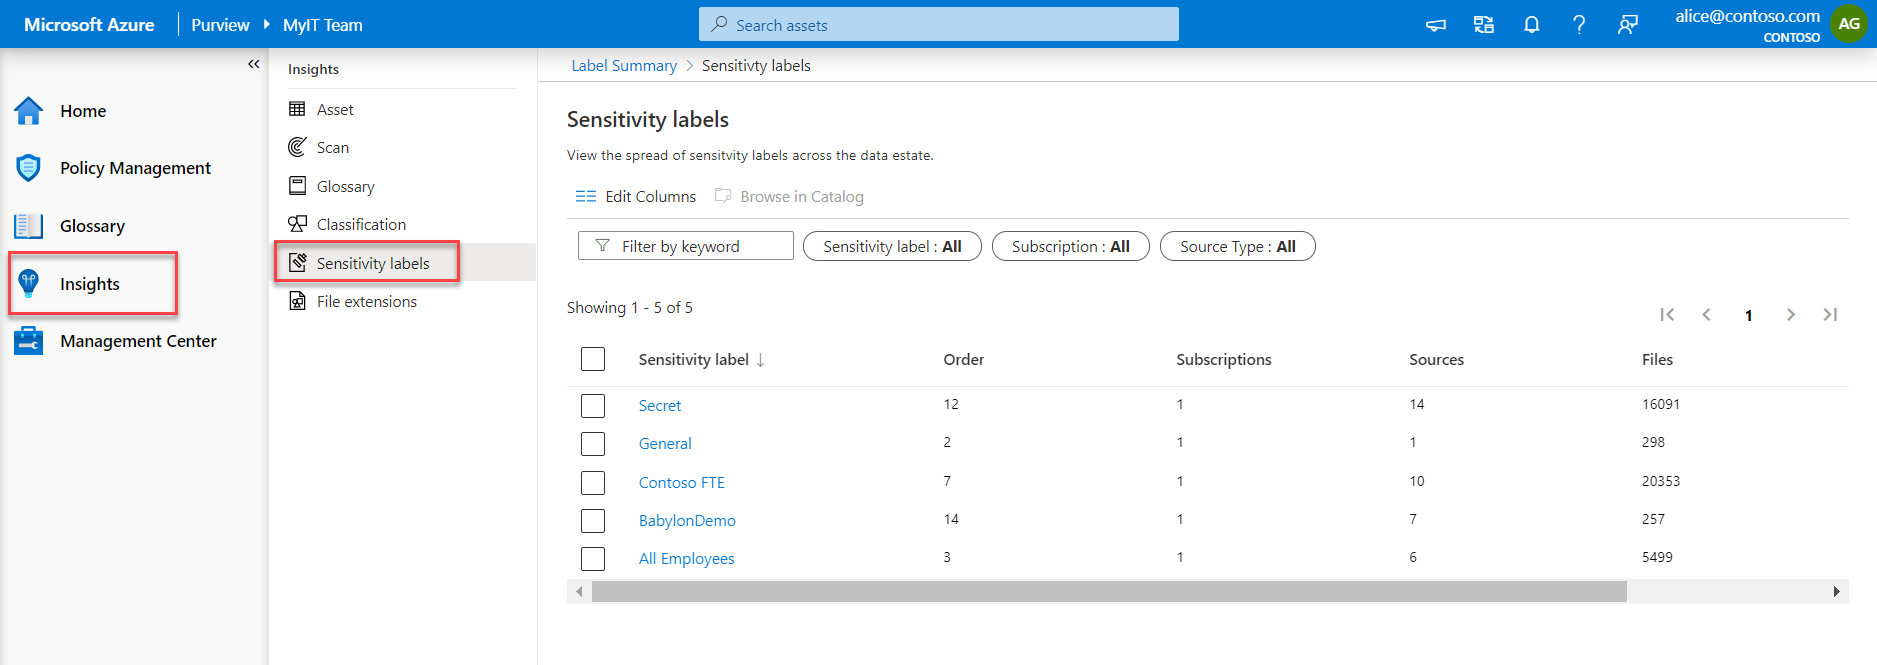 Microsoft Azure
Purview
MyIT Team
Search assets
alice@contoso.com
CONTOSO
AG
Home
Policy Management
Glossary
Insights
Management Center
Insights
Asset
Scan
Glossary
Classification
Sensitivity labels
File extensions
Label Summary > Sensitivty labels
Sensitivity labels
View the spread of sensitvity labels across the data estate.
Edit Columns Browse in Catalog
Filter by keyword Sensitivity label : All Subscription : All Source Type : All
Showing 1 - 5 of 5
1
Sensitivity label ↓ Order Subscriptions Sources Files
Secret 12 1 14 16091
General 2 1 1 298
Contoso FTE 7 1 10 20353
BabylonDemo 14 1 7 257
All Employees 3 1 6 5499